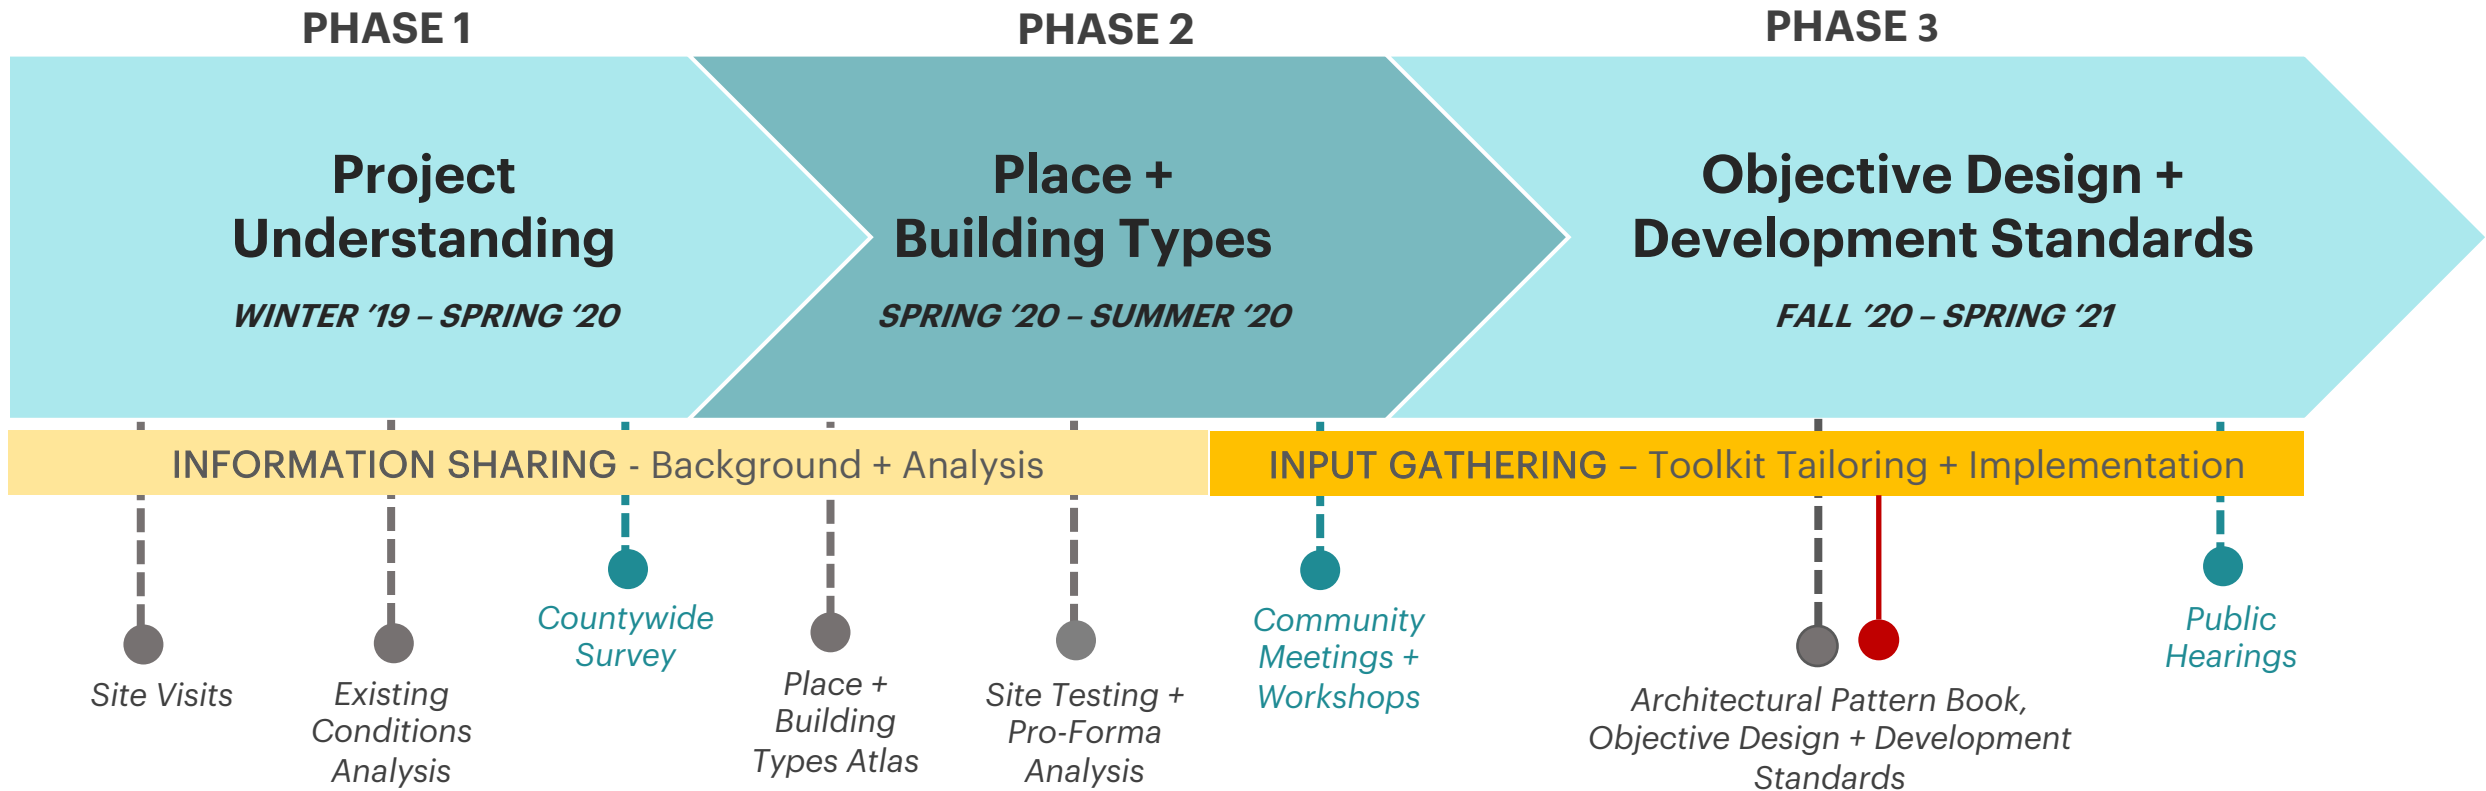 PHASE 1
PHASE 2
PHASE 3
Project
Understanding
WINTER ’19 – SPRING ‘20
Place +
Building Types
SPRING ’20 – SUMMER ‘20
Objective Design +
Development Standards
FALL ’20 – SPRING ‘21
INFORMATION SHARING - Background + Analysis
INPUT GATHERING – Toolkit Tailoring + Implementation
Site Visits
Existing
Conditions
Analysis
Countywide
Survey
Place +
Building
Types Atlas
Site Testing +
Pro-Forma
Analysis
Community
Meetings +
Workshops
Architectural Pattern Book,
Objective Design + Development
Standards
Public
Hearings